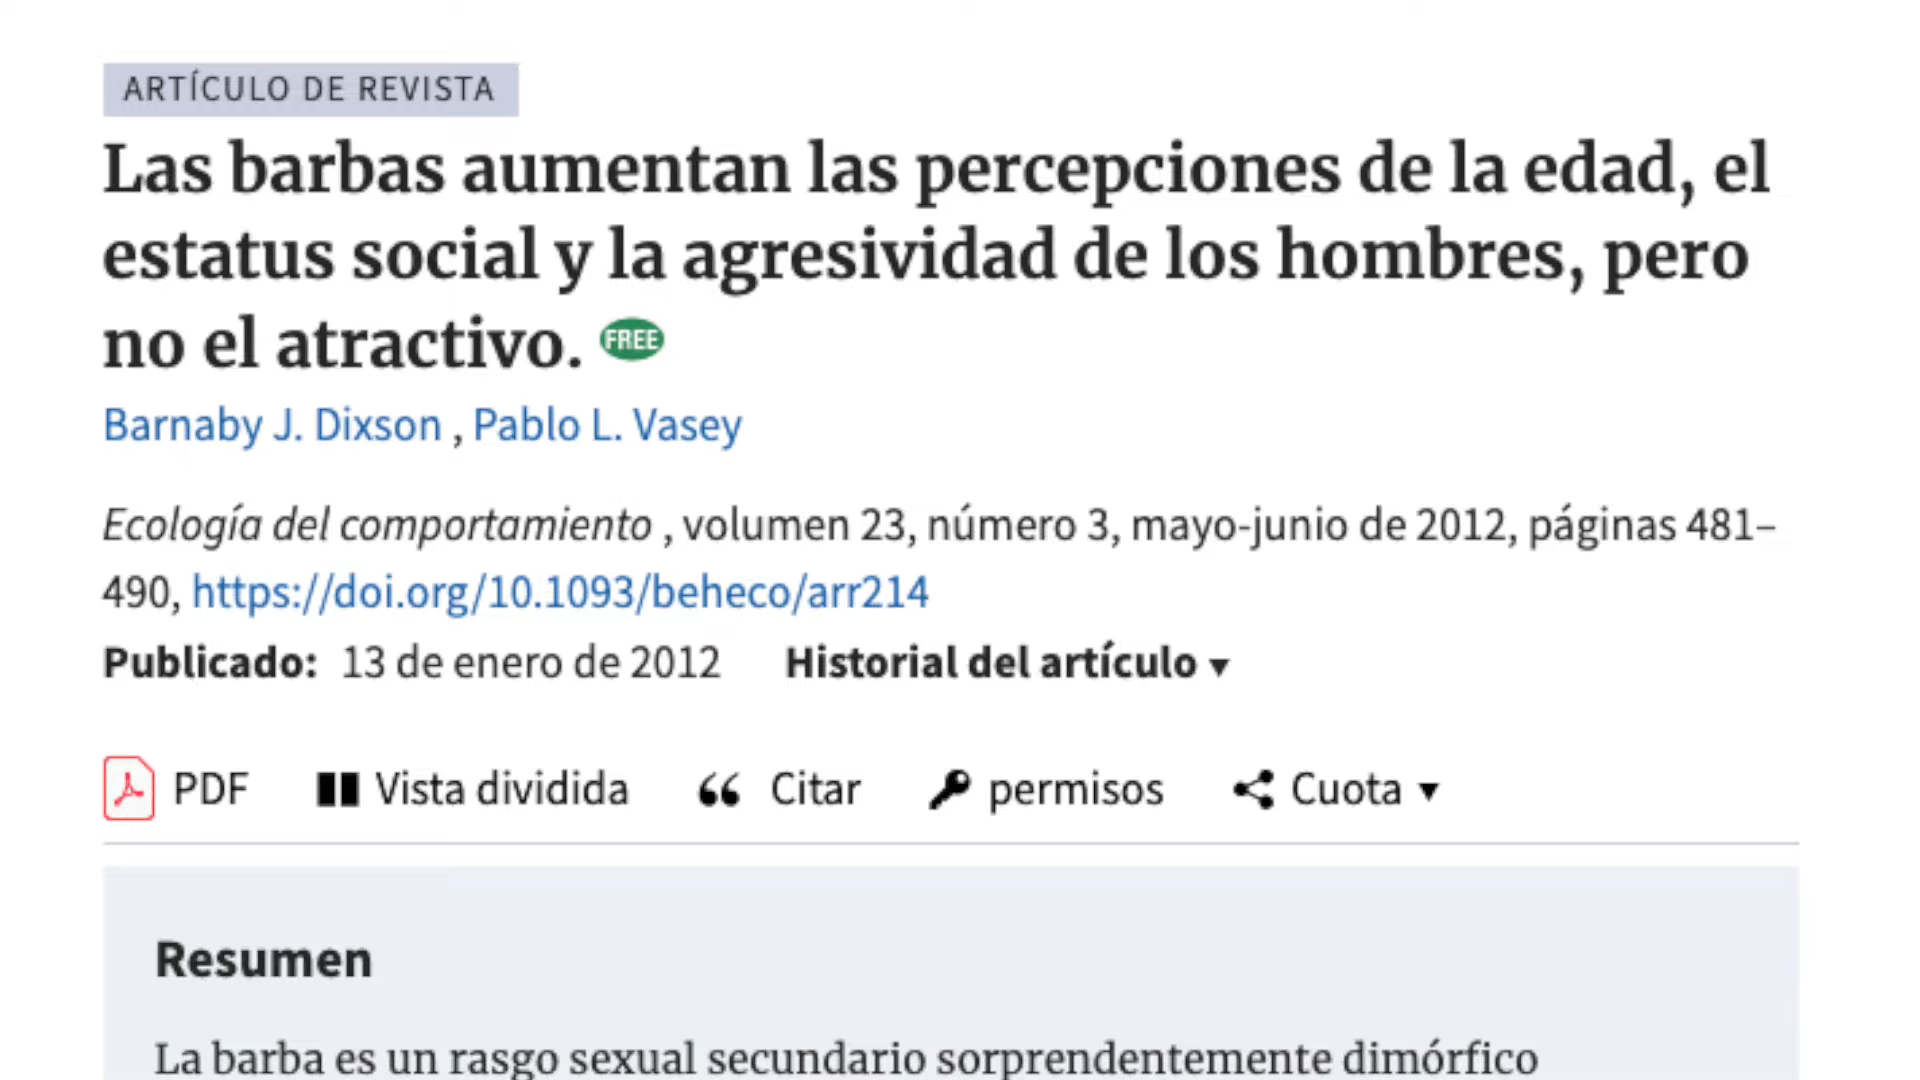 ARTÍCULO DE REVISTA
Las barbas aumentan las percepciones de la edad, el
estatus social y la agresividad de los hombres, pero
no el atractivo. FREE
Barnaby J. Dixson , Pablo L. Vasey
Ecología del comportamiento , volumen 23, número 3, mayo-junio de 2012, páginas 481–
490, https://doi.org/10.1093/beheco/arr214
Publicado: 13 de enero de 2012 Historial del artículo ▼
PDF Vista dividida Citar permisos Cuota ▼
Resumen
La barba es un rasgo sexual secundario sorprendentemente dimórfico